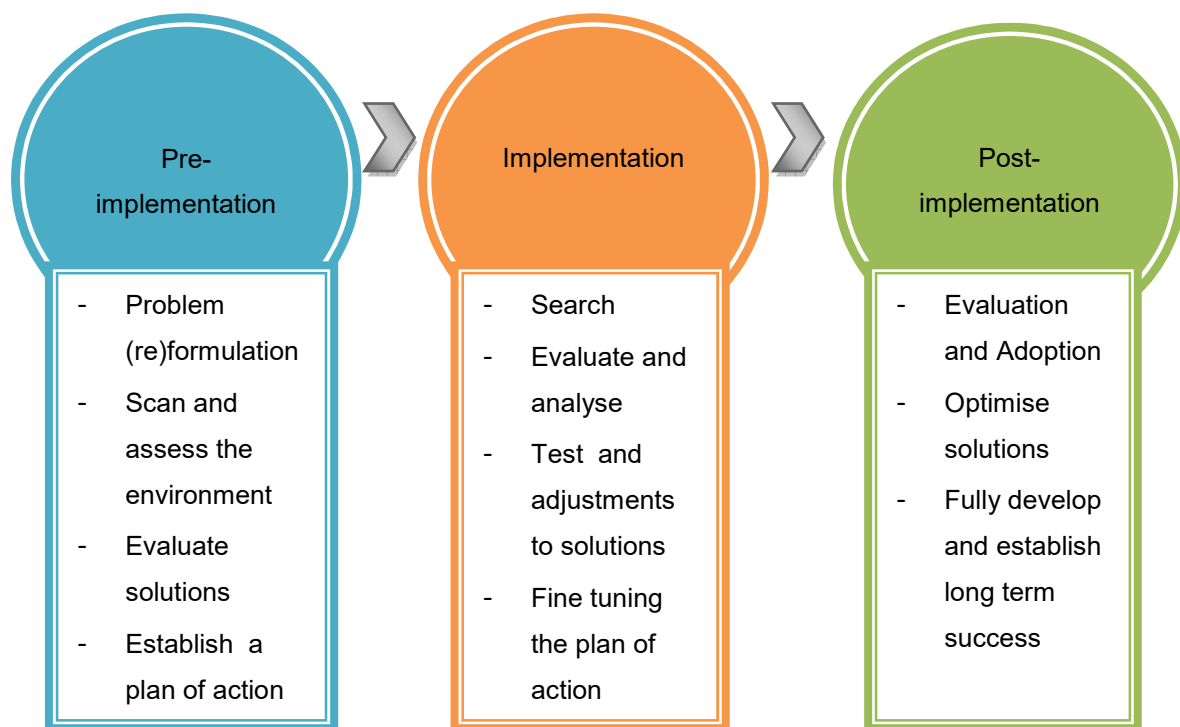 Pre-
implementation
- Problem
(re)formulation
- Scan and
assess the
environment
- Evaluate
solutions
- Establish a
plan of action
Implementation
- Search
- Evaluate and
analyse
- Test and
adjustments
to solutions
- Fine tuning
the plan of
action
Post-
implementation
- Evaluation
and Adoption
- Optimise
solutions
- Fully develop
and establish
long term
success